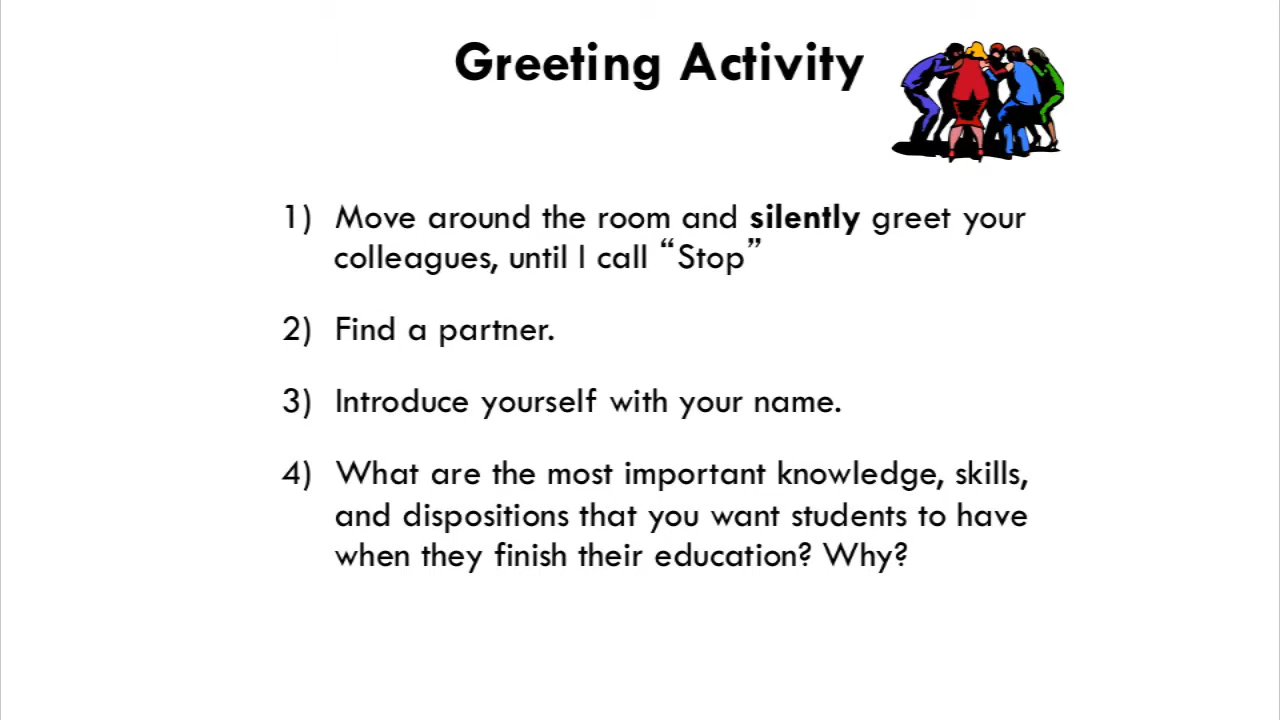 Greeting Activity
1) Move around the room and silently greet your
colleagues, until I call “Stop”
2) Find a partner.
3) Introduce yourself with your name.
4) What are the most important knowledge, skills,
and dispositions that you want students to have
when they finish their education? Why?